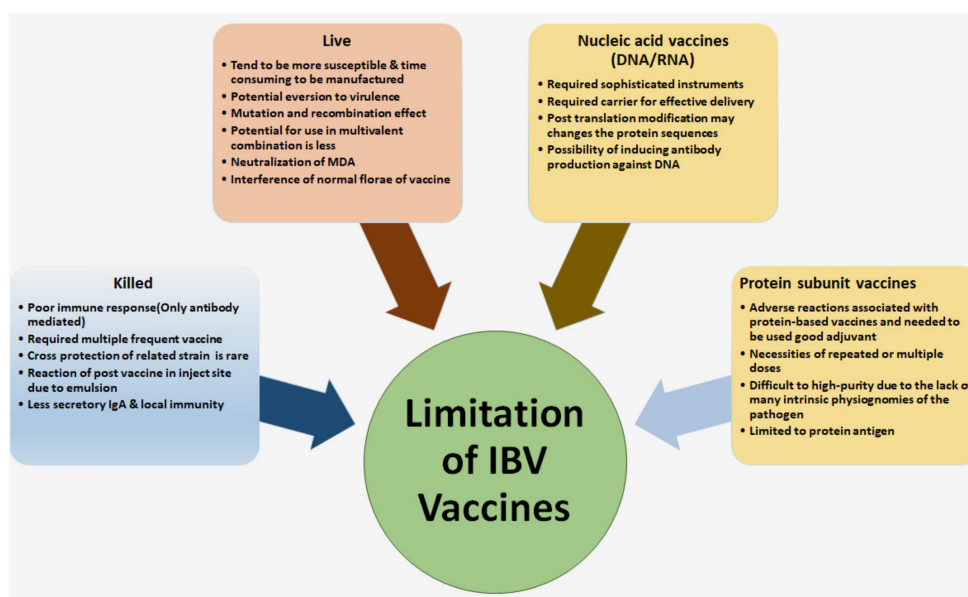 Live
• Tend to be more susceptible & time
consuming to be manufactured
• Potential eversion to virulence
• Mutation and recombination effect
• Potential for use in multivalent
combination is less
• Neutralization of MDA
• Interference of normal florae of vaccine
Nucleic acid vaccines
(DNA/RNA)
• Required sophisticated instruments
• Required carrier for effective delivery
• Post translation modification may
changes the protein sequences
• Possibility of inducing antibody
production against DNA
Killed
• Poor immune response(Only antibody
mediated)
• Required multiple frequent vaccine
• Cross protection of related strain is rare
• Reaction of post vaccine in inject site
due to emulsion
• Less secretory IgA & local immunity
Protein subunit vaccines
• Adverse reactions associated with
protein-based vaccines and needed to
be used good adjuvant
• Necessities of repeated or multiple
doses
• Difficult to high-purity due to the lack of
many intrinsic physiognomies of the
pathogen
• Limited to protein antigen
Limitation
of IBV
Vaccines